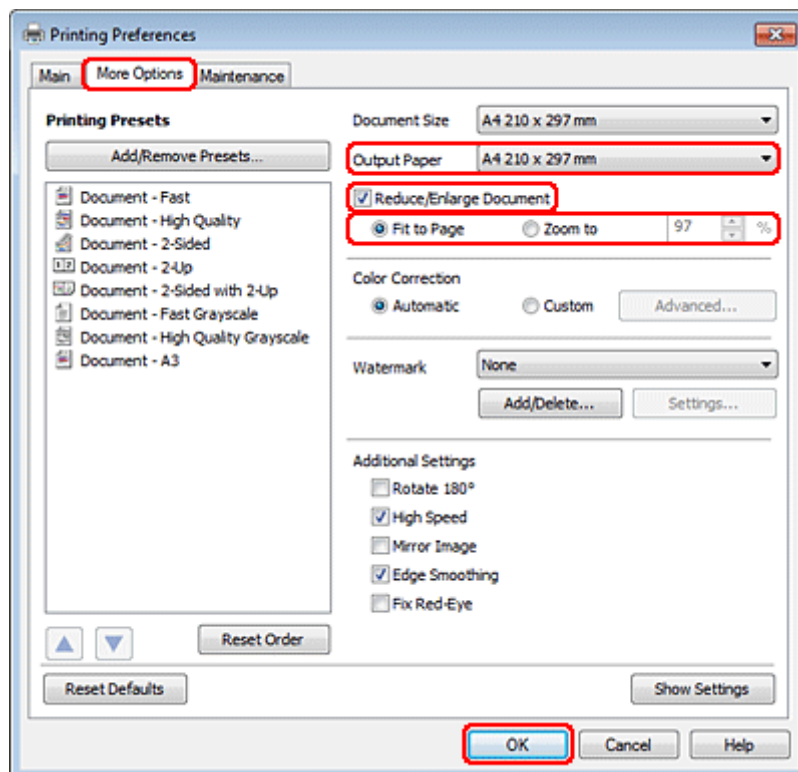 Printing Preferences
Main
More Options
Maintenance
Printing Presets
Add/Remove Presets...
Document - Fast
Document - High Quality
Document - 2-Sided
Document - 2-Up
Document - 2-Sided with 2-Up
Document - Fast Grayscale
Document - High Quality Grayscale
Document - A3
Reset Order
Document Size
A4 210 x 297 mm
Output Paper
A4 210 x 297 mm
Reduce/Enlarge Document
Fit to Page
Zoom to
97
%
Color Correction
Automatic
Custom
Advanced...
Watermark
None
Add/Delete...
Settings...
Additional Settings
Rotate 180°
High Speed
Mirror Image
Edge Smoothing
Fix Red-Eye
Reset Defaults
Show Settings
OK
Cancel
Help